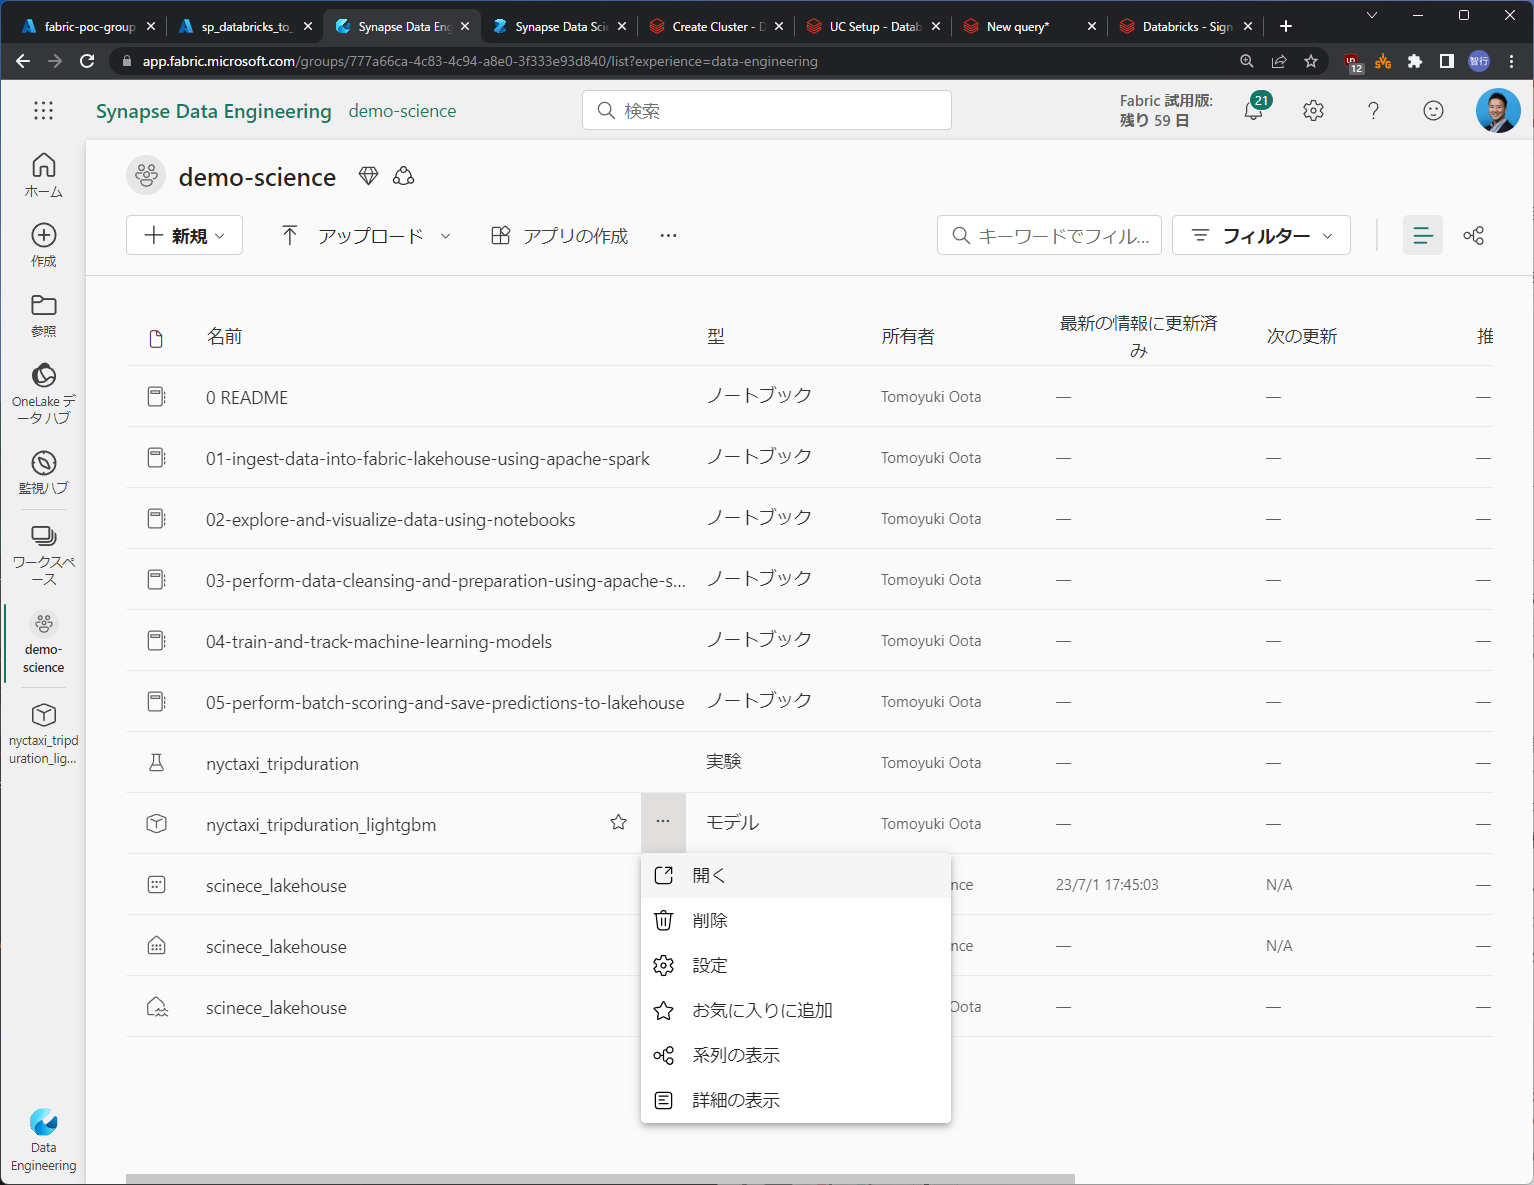 fabric-poc-group
sp_databricks_to_
Synapse Data Eng
Synapse Data Scie
Create Cluster - D
UC Setup - Datab
New query*
Databricks - Sign
app.fabric.microsoft.com/groups/777a66ca-4c83-4c94-a8e0-3f333e93d840/list?experience=data-engineering
12
智行
Synapse Data Engineering
demo-science
検索
Fabric 試用版:
残り 59 日
21
ホーム
作成
参照
OneLake デ
ータ ハブ
監視ハブ
ワークスペ
ース
demo-
science
nyctaxi_tripd
uration_lig...
Data
Engineering
demo-science
新規
アップロード
アプリの作成
...
キーワードでフィル...
フィルター
名前
型
所有者
最新の情報に更新済
み
次の更新
推
0 README
ノートブック
Tomoyuki Oota
—
—
—
01-ingest-data-into-fabric-lakehouse-using-apache-spark
ノートブック
Tomoyuki Oota
—
—
—
02-explore-and-visualize-data-using-notebooks
ノートブック
Tomoyuki Oota
—
—
—
03-perform-data-cleansing-and-preparation-using-apache-s...
ノートブック
Tomoyuki Oota
—
—
—
04-train-and-track-machine-learning-models
ノートブック
Tomoyuki Oota
—
—
—
05-perform-batch-scoring-and-save-predictions-to-lakehouse
ノートブック
Tomoyuki Oota
—
—
—
nyctaxi_tripduration
実験
Tomoyuki Oota
—
—
—
nyctaxi_tripduration_lightgbm
...
モデル
Tomoyuki Oota
—
—
—
scinece_lakehouse
nce
23/7/1 17:45:03
N/A
—
scinece_lakehouse
nce
—
N/A
—
scinece_lakehouse
Oota
—
—
—
開く
削除
設定
お気に入りに追加
系列の表示
詳細の表示